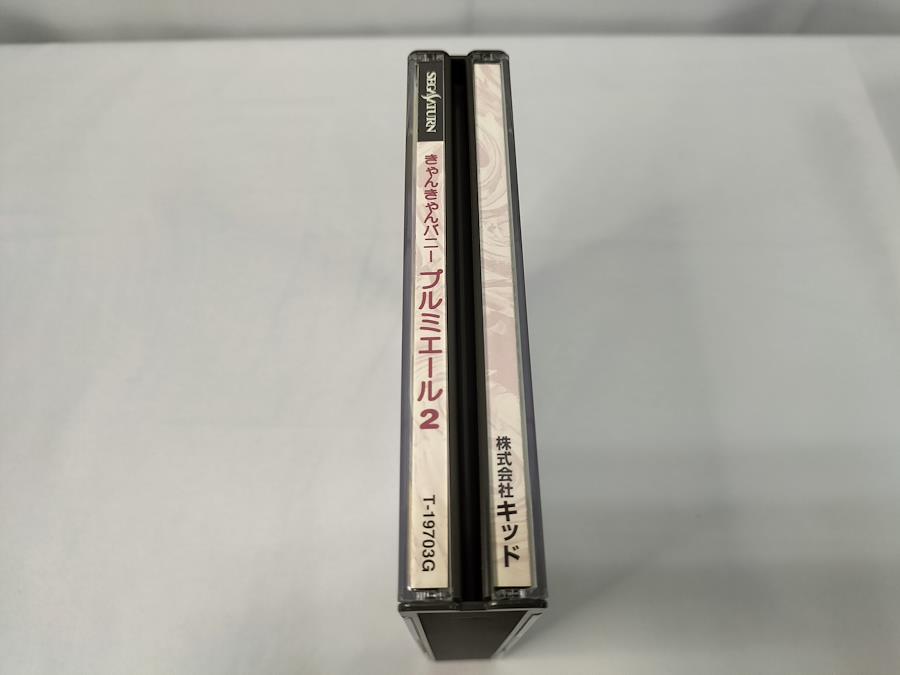 SEGA SATURN
きゃんきゃんバニー
プルミエール2
T-19703G
株式会社キッド